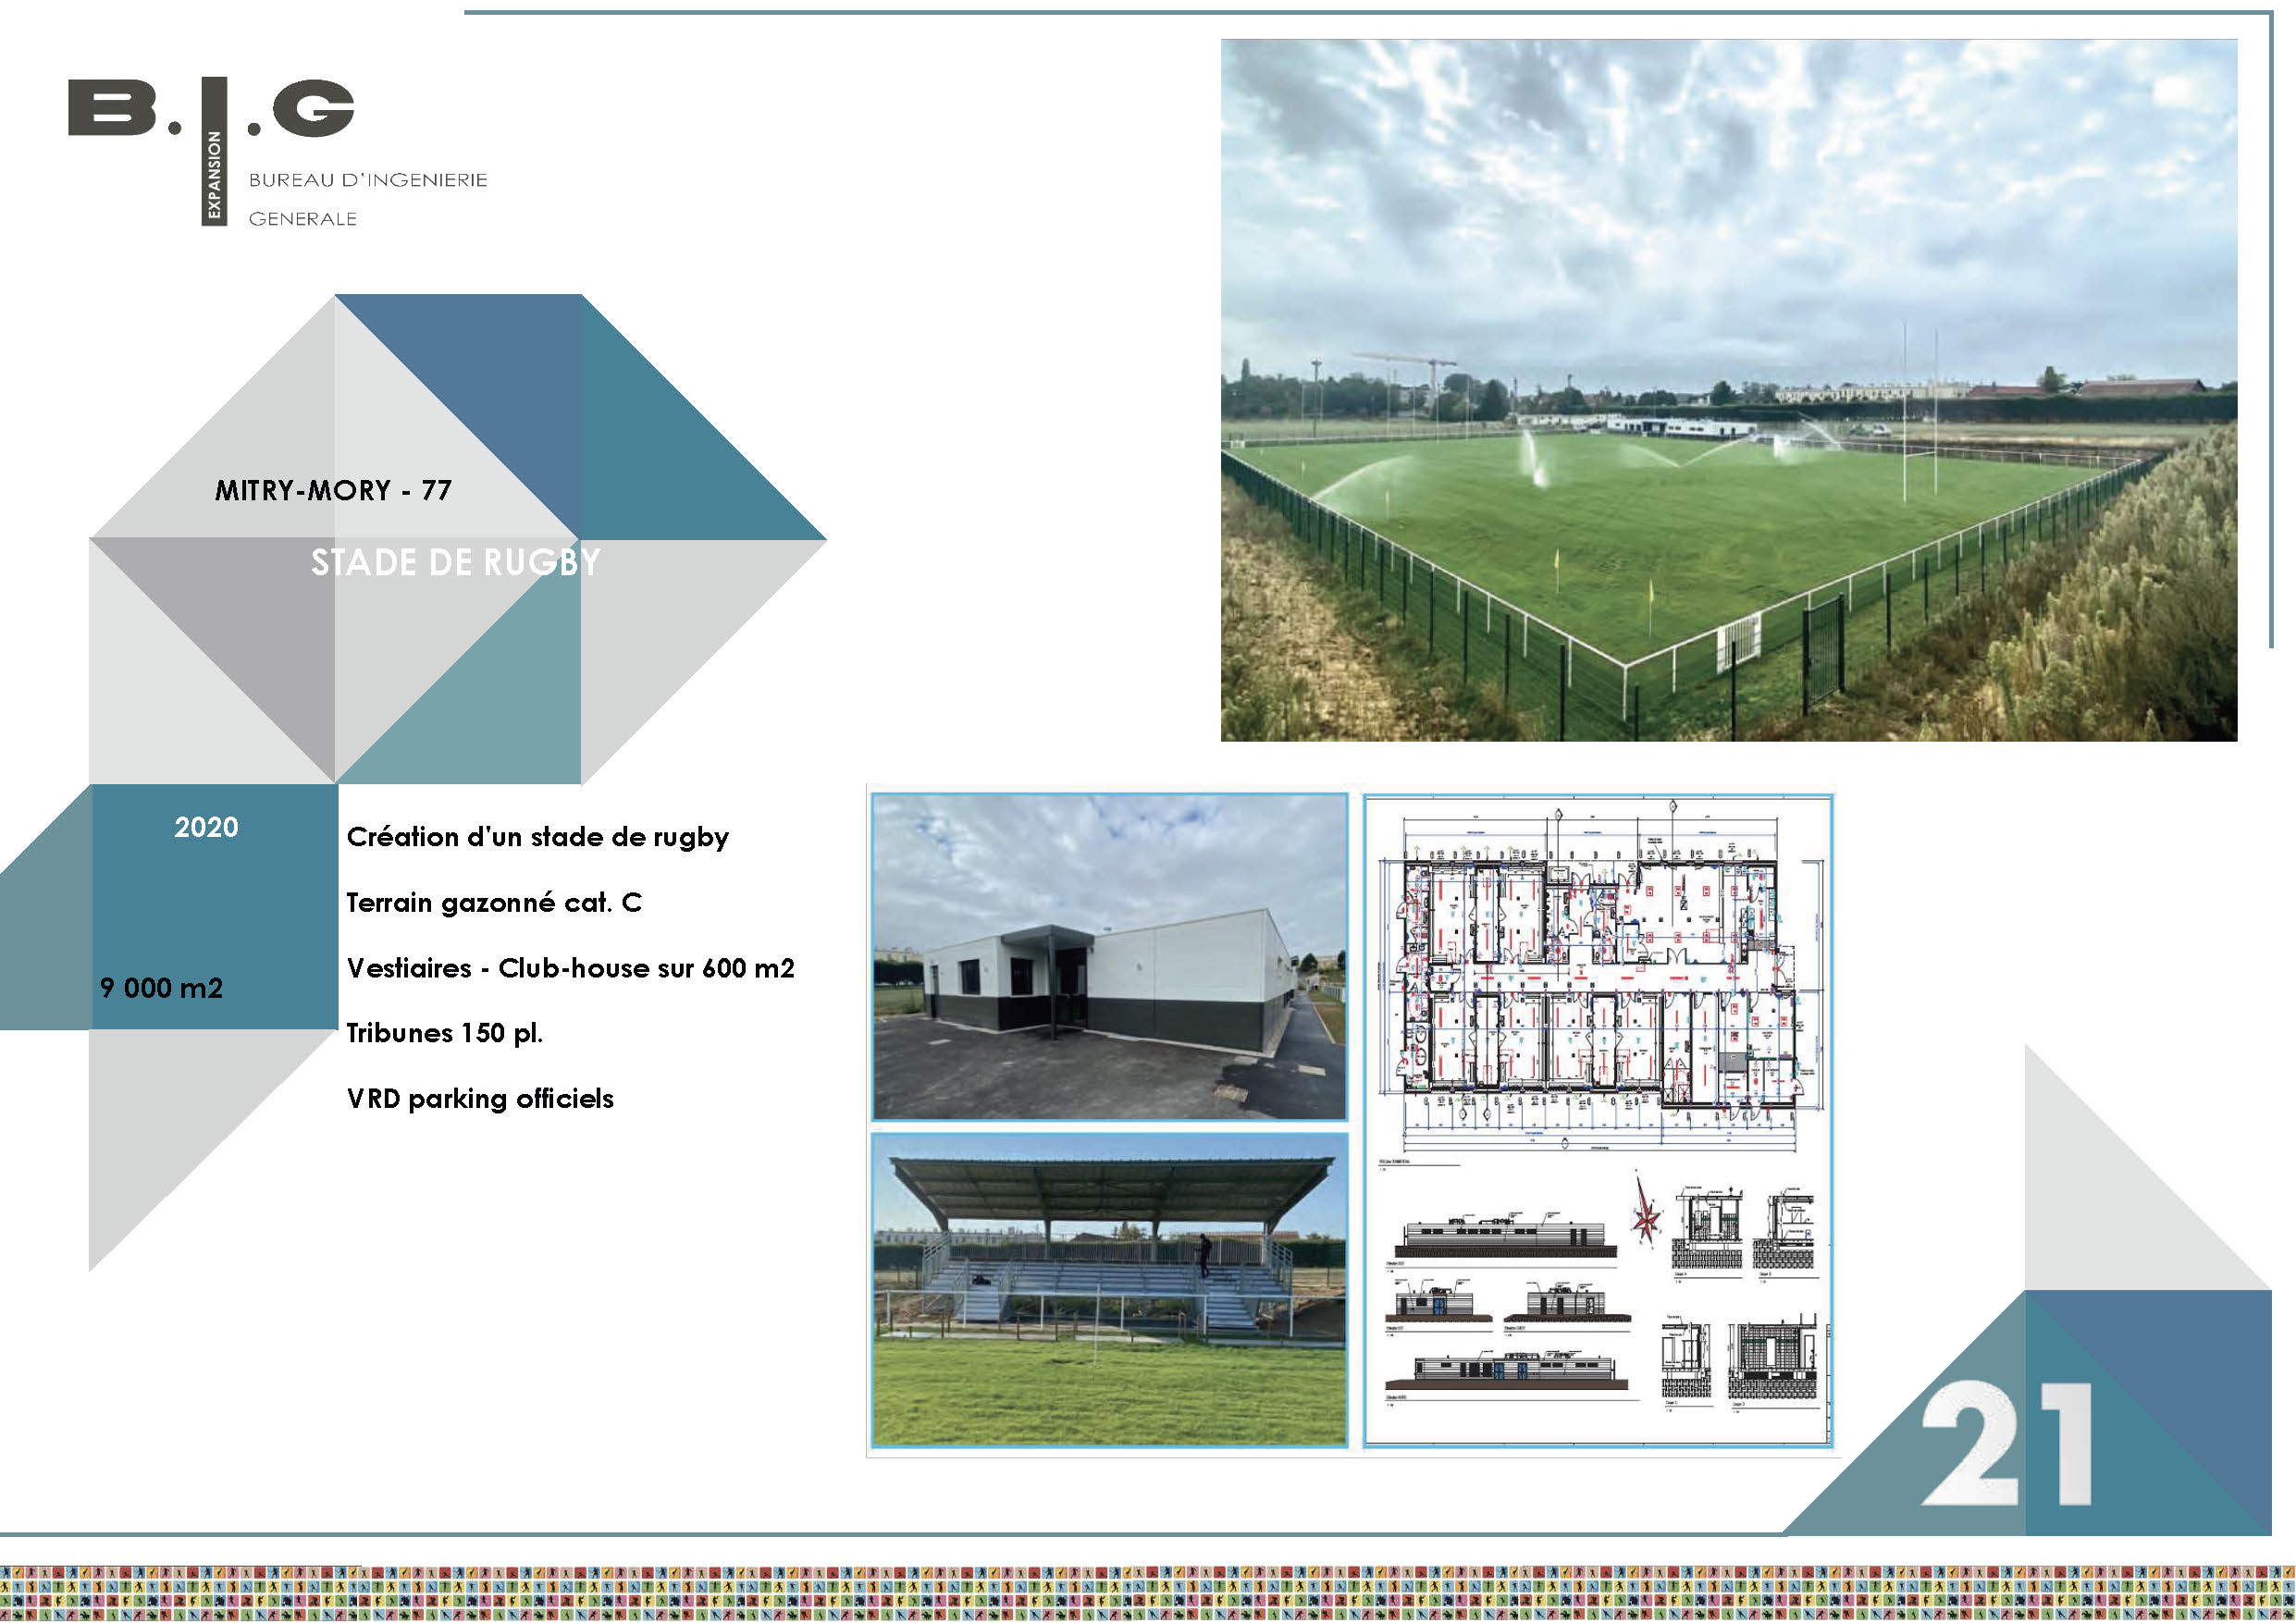 B.I.G
EXPANSION
BUREAU D'INGENIERIE
GENERALE
MITRY-MORY - 77
STADE DE RUGBY
2020
9 000 m2
Création d'un stade de rugby
Terrain gazonné cat. C
Vestiaires - Club-house sur 600 m2
Tribunes 150 pl.
VRD parking officiels
21